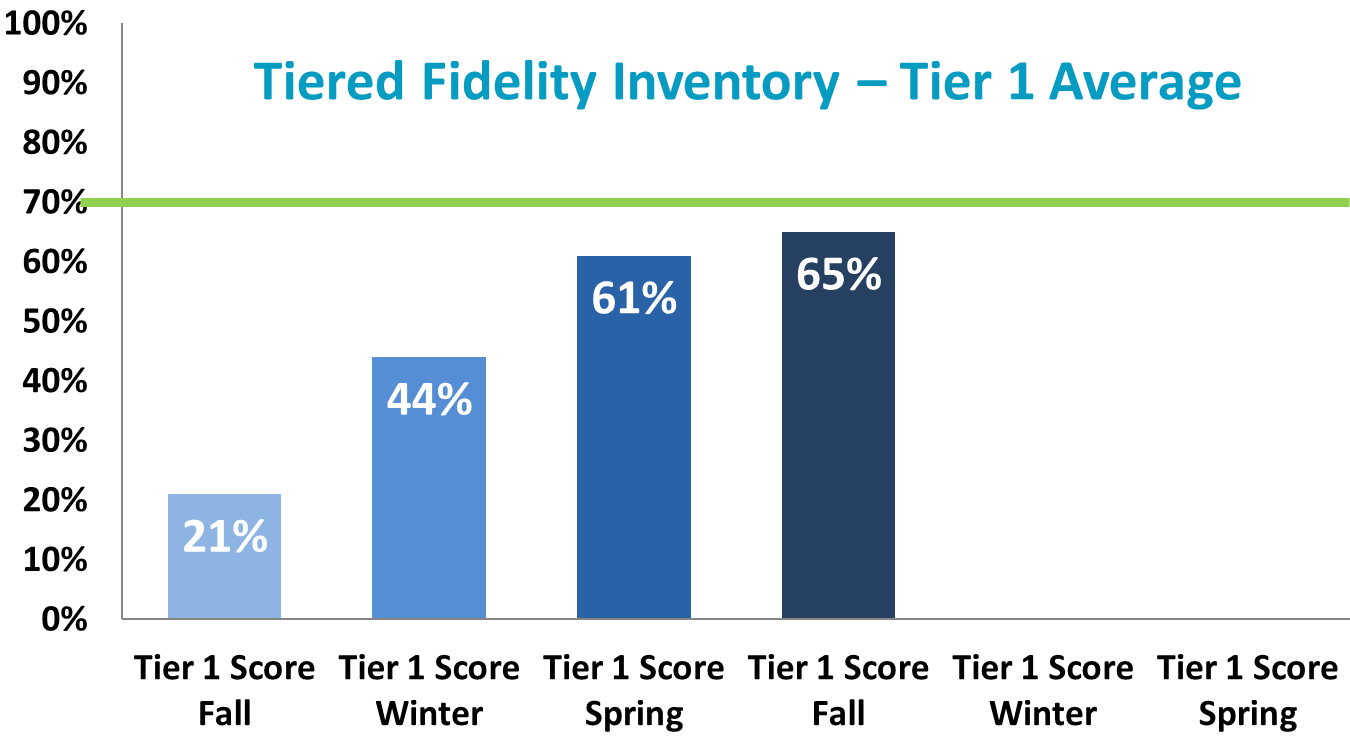 100%
Tiered Fidelity Inventory – Tier 1 Average
90%
80%
70%
60%
50%
40%
30%
20%
10%
0%
21%
44%
61%
65%
Tier 1 Score Fall
Tier 1 Score Winter
Tier 1 Score Spring
Tier 1 Score Fall
Tier 1 Score Winter
Tier 1 Score Spring